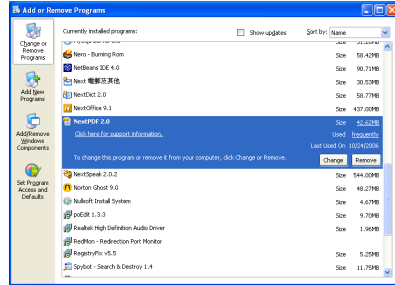 Add or Remove Programs
Change or
Remove
Programs
Add New
Programs
Add/Remove
Windows
Components
Set Program
Access and
Defaults
Currently installed programs:
Show updates
Sort by: Name
Size
Nero - Burning Rom Size 58.42MB
NetBeans IDE 4.0 Size 90.71MB
Next 電郵及其他 Size 30.53MB
NextDict 2.0 Size 58.77MB
NextOffice 9.1 Size 437.00MB
NextPDF 2.0 Size 42.62MB
Click here for support information. Used frequently
Last Used On 10/24/2006
To change this program or remove it from your computer, click Change or Remove. Change Remove
NextSpeak 2.0.2 Size 544.00MB
Norton Ghost 9.0 Size 48.27MB
Nullsoft Install System Size 4.67MB
poEdit 1.3.3 Size 9.70MB
Realtek High Definition Audio Driver Size 1.96MB
RedMon - Redirection Port Monitor
RegistryFix v5.5 Size 5.25MB
Spybot - Search & Destroy 1.4 Size 11.75MB